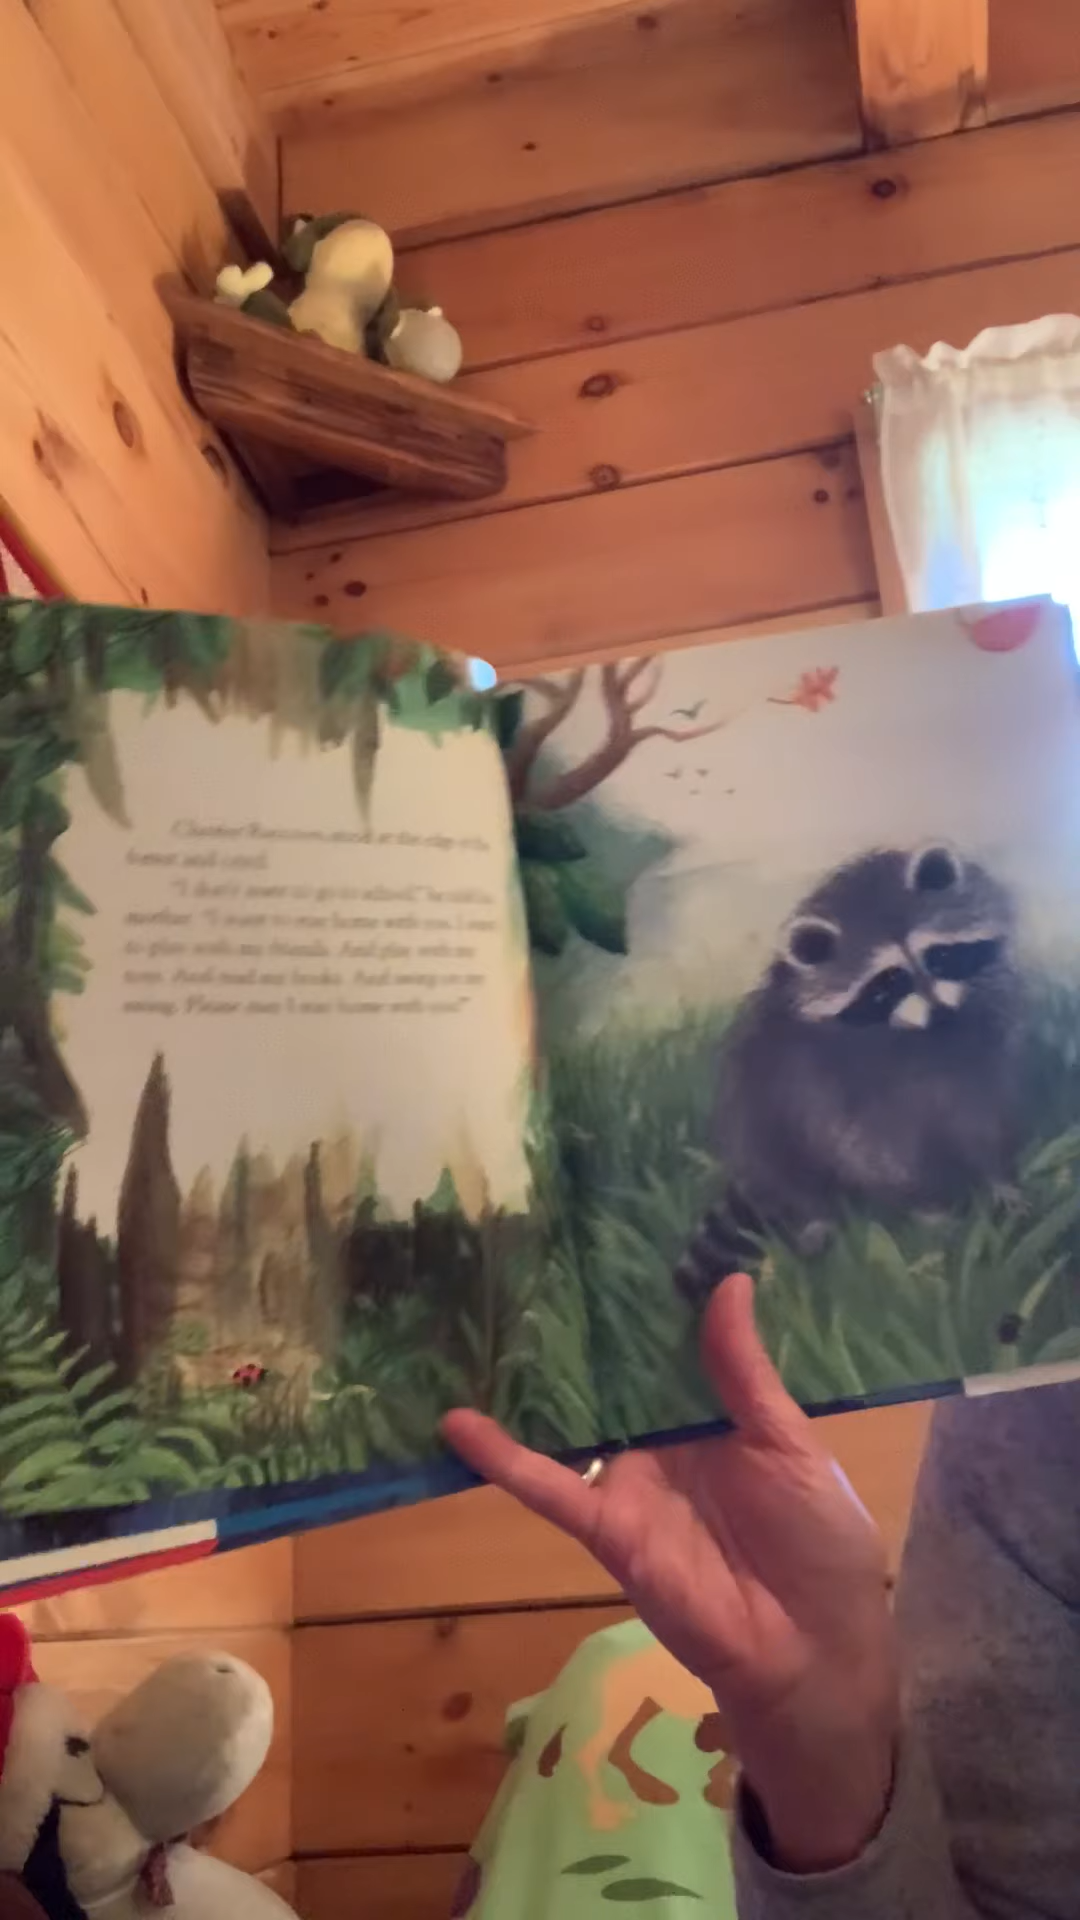 Chester Raccoon stood at the edge of the
forest and cried.
"I don't want to go to school," he told his
mother. "I want to stay home with you. I want
to play with my friends. And play with my
toys. And read my books. And swing on my
swing. Please may I stay home with you?"